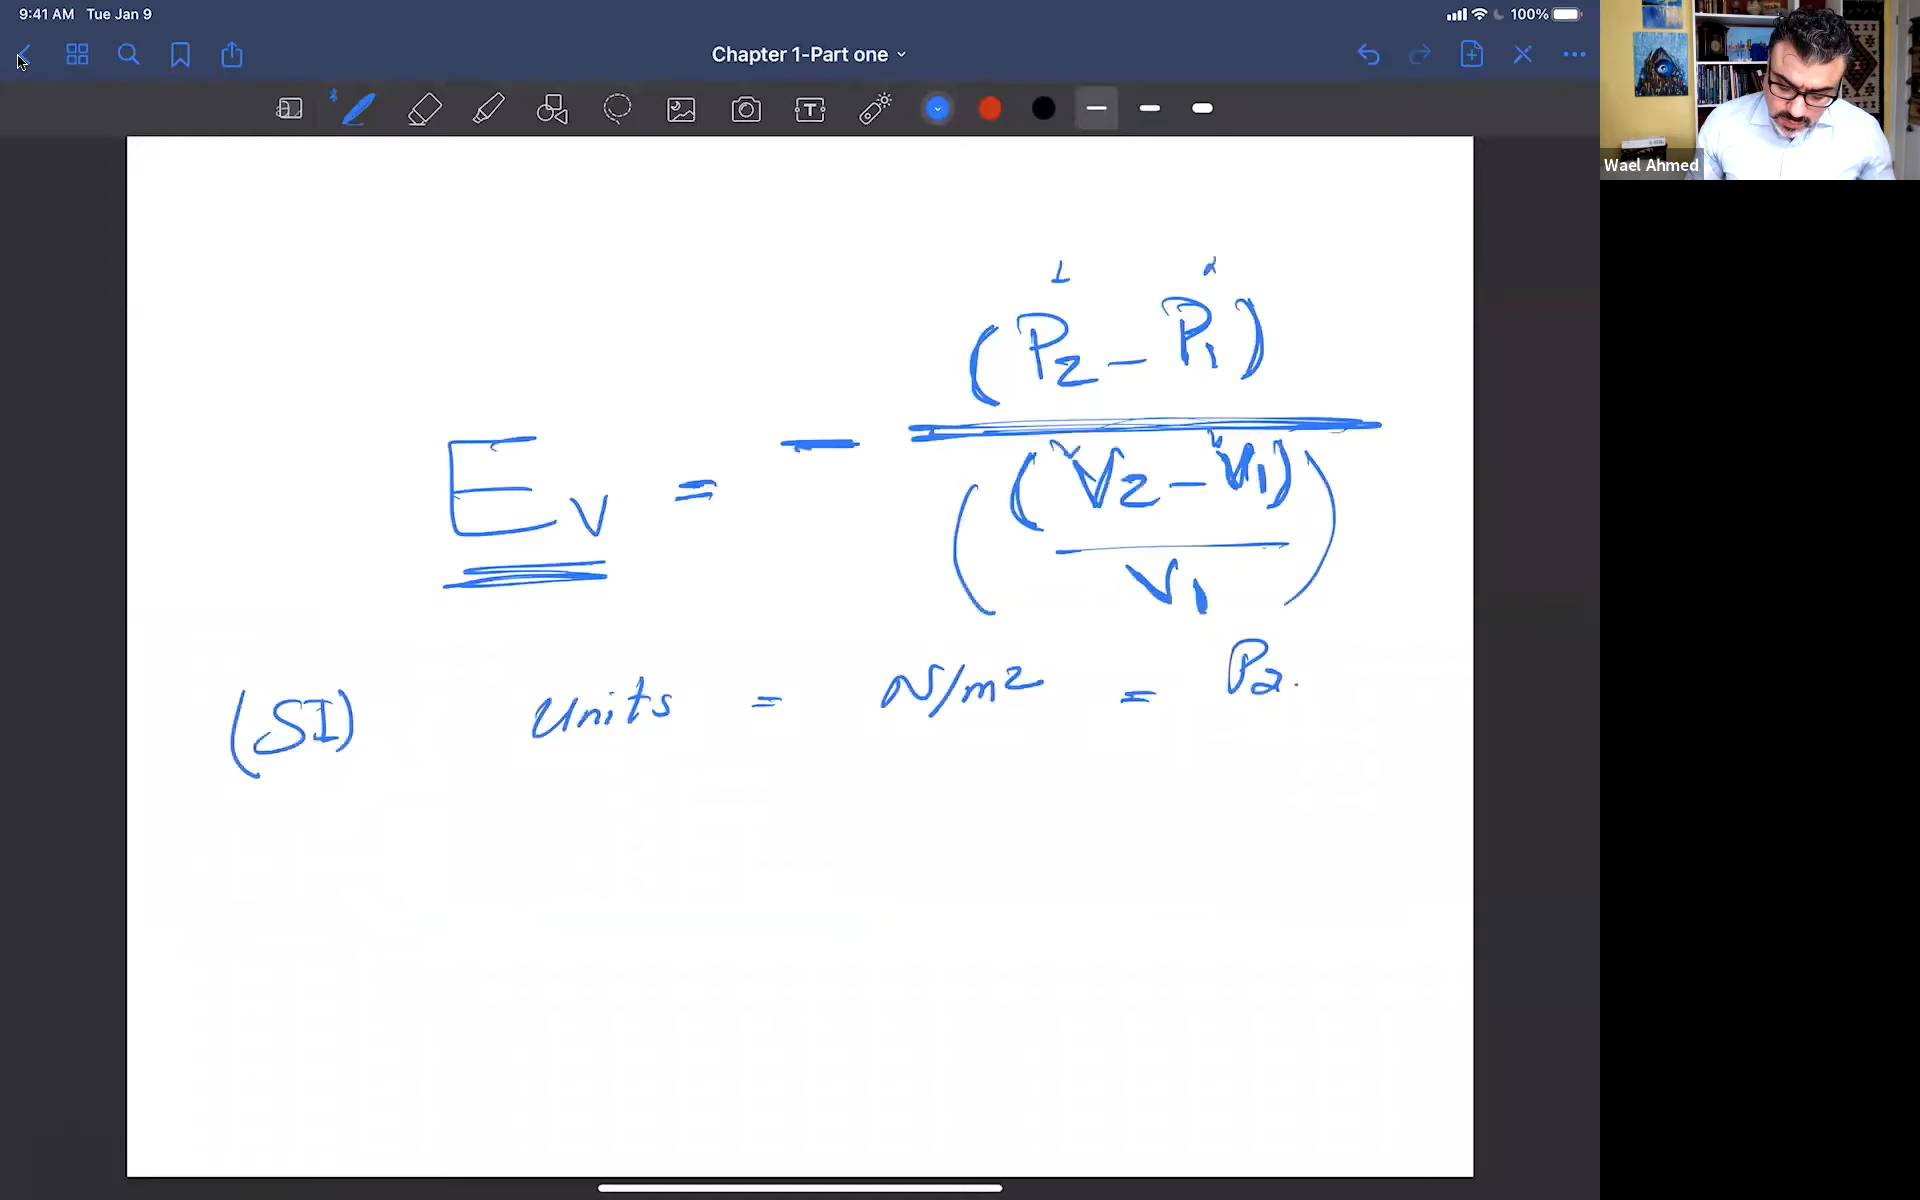 9:41 AM Tue Jan 9
100%
Chapter 1-Part one
T
Wael Ahmed
(P2 - P1)
Ev = -
((V2 - V1)
V1)
(SI) Units = N/m2 = Pa.